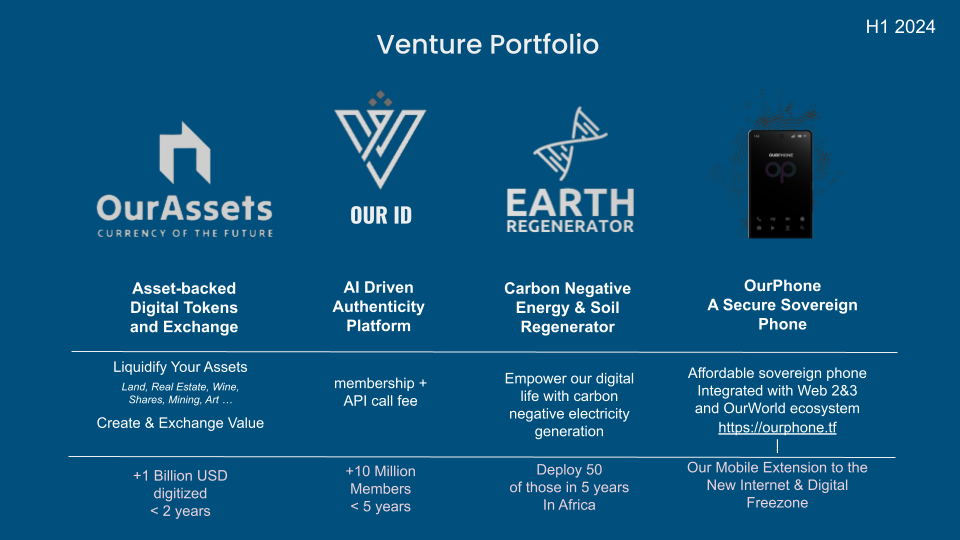 H1 2024
Venture Portfolio
OurAssets
CURRENCY OF THE FUTURE
OUR ID
EARTH
REGENERATOR
OURPHONE
op
Asset-backed
Digital Tokens
and Exchange
AI Driven
Authenticity
Platform
Carbon Negative
Energy & Soil
Regenerator
OurPhone
A Secure Sovereign
Phone
Liquidify Your Assets
Land, Real Estate, Wine,
Shares, Mining, Art …
Create & Exchange Value
membership +
API call fee
Empower our digital
life with carbon
negative electricity
generation
Affordable sovereign phone
Integrated with Web 2&3
and OurWorld ecosystem
https://ourphone.tf
|
+1 Billion USD
digitized
< 2 years
+10 Million
Members
< 5 years
Deploy 50
of those in 5 years
In Africa
Our Mobile Extension to the
New Internet & Digital
Freezone